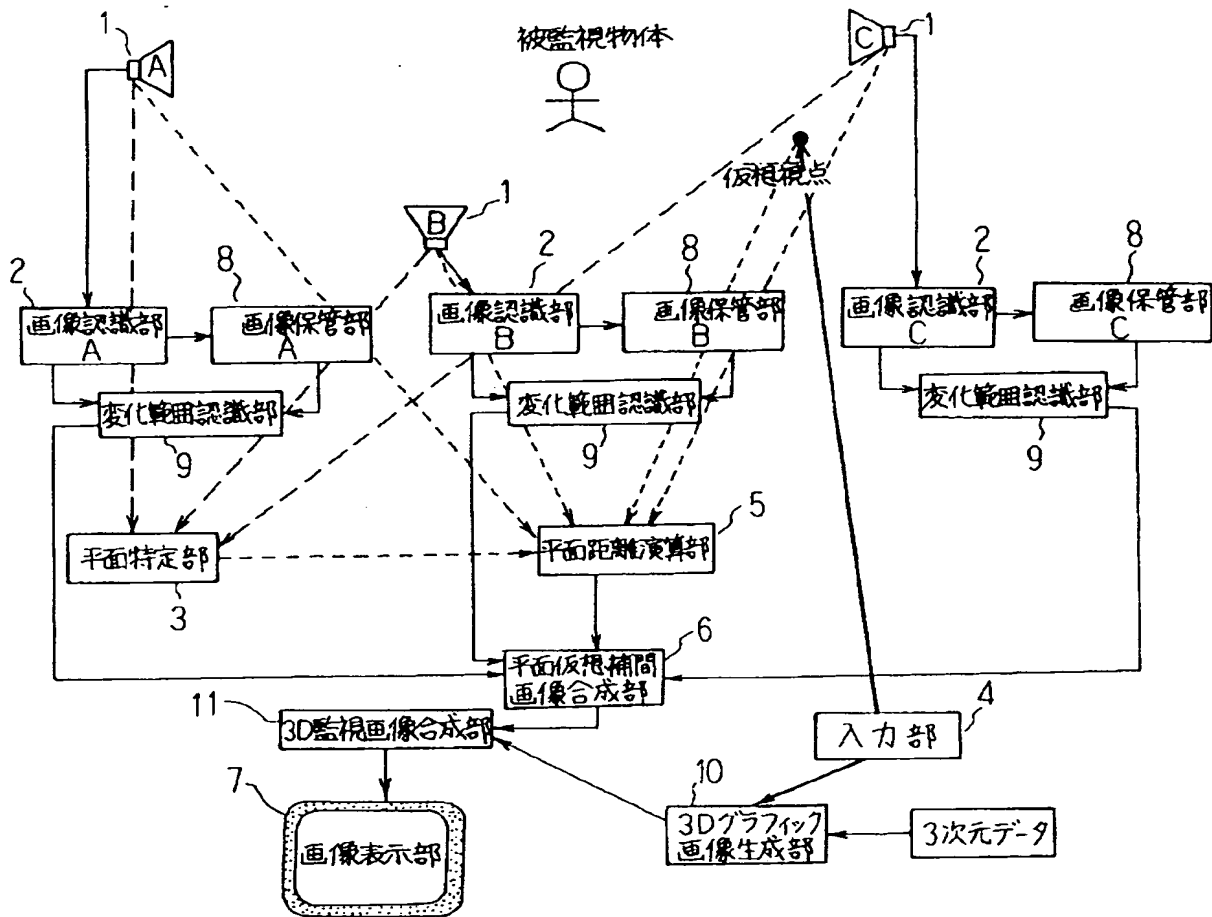 1
A
被監視物体
C
1
仮想視点
B
1
2
8
2
8
2
8
画像認識部
A
画像保管部
A
画像認識部
B
画像保管部
B
画像認識部
C
画像保管部
C
変化範囲認識部
9
変化範囲認識部
9
変化範囲認識部
9
平面特定部
3
平面距離演算部
5
平面仮想補間
画像合成部
6
11
3D監視画像合成部
入力部
4
7
画像表示部
10
3Dグラフィック
画像生成部
3次元データ